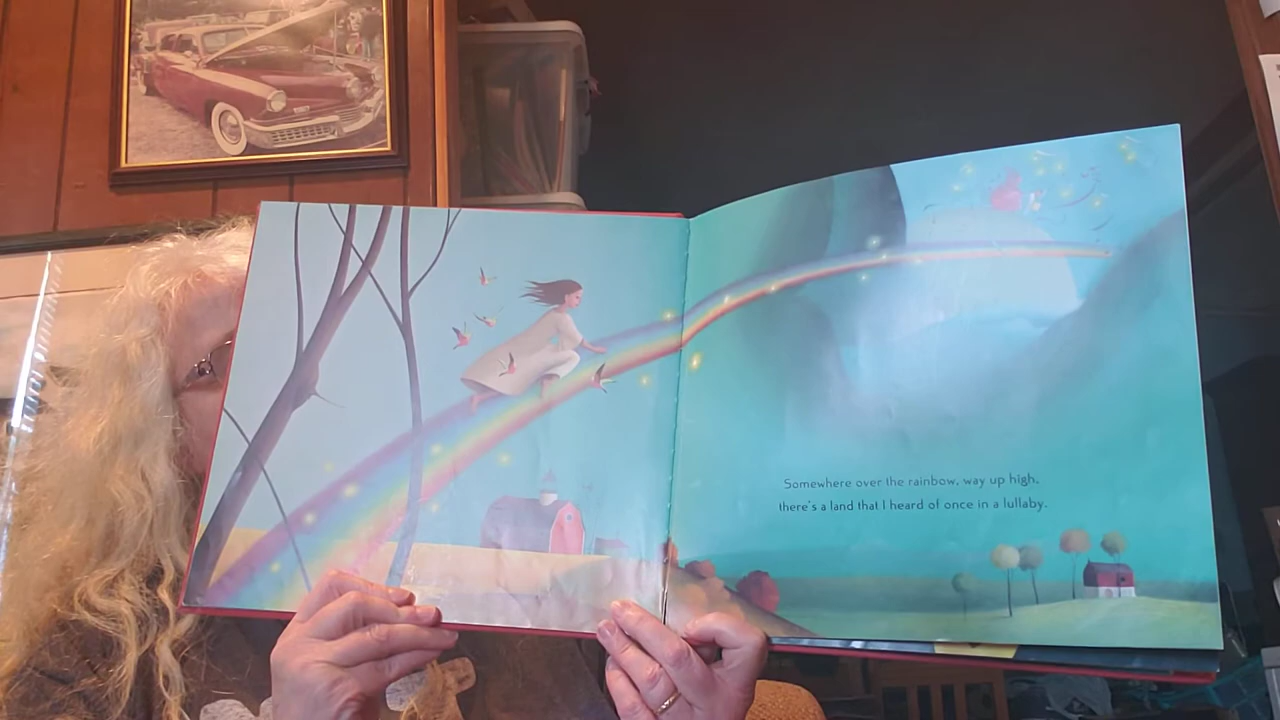 Somewhere over the rainbow, way up high,
there's a land that I heard of once in a lullaby.